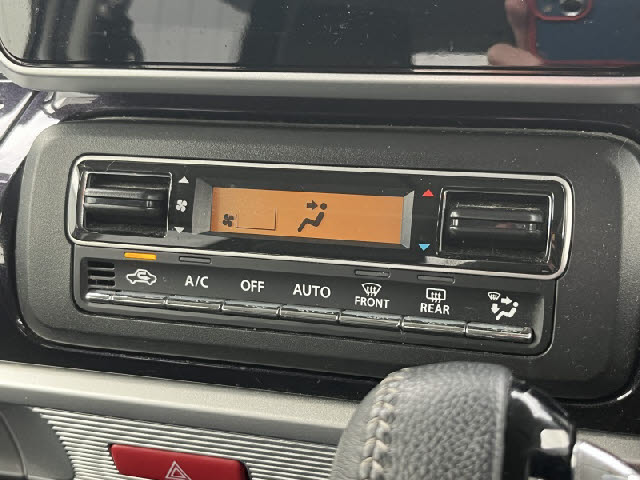 A/C OFF AUTO FRONT REAR